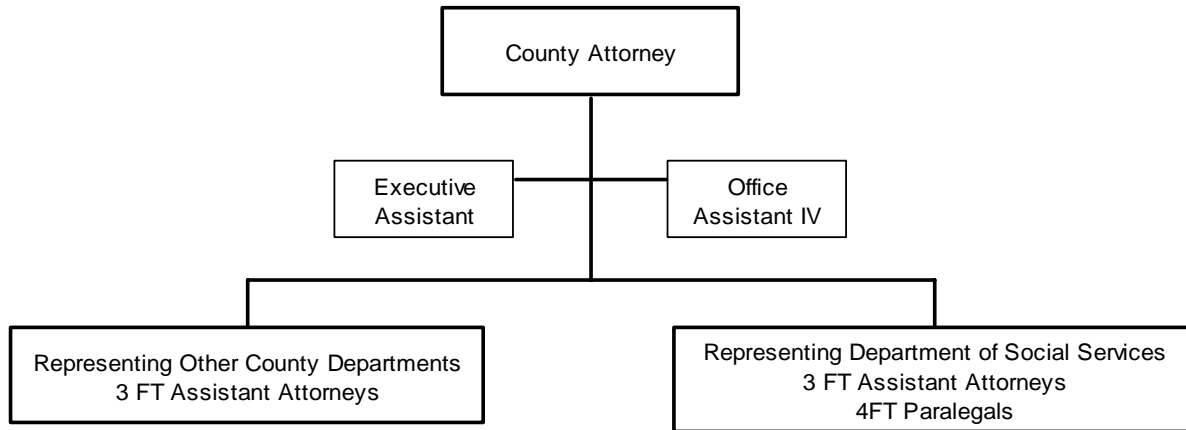 County Attorney
Executive
Assistant
Office
Assistant IV
Representing Other County Departments
3 FT Assistant Attorneys
Representing Department of Social Services
3 FT Assistant Attorneys
4FT Paralegals